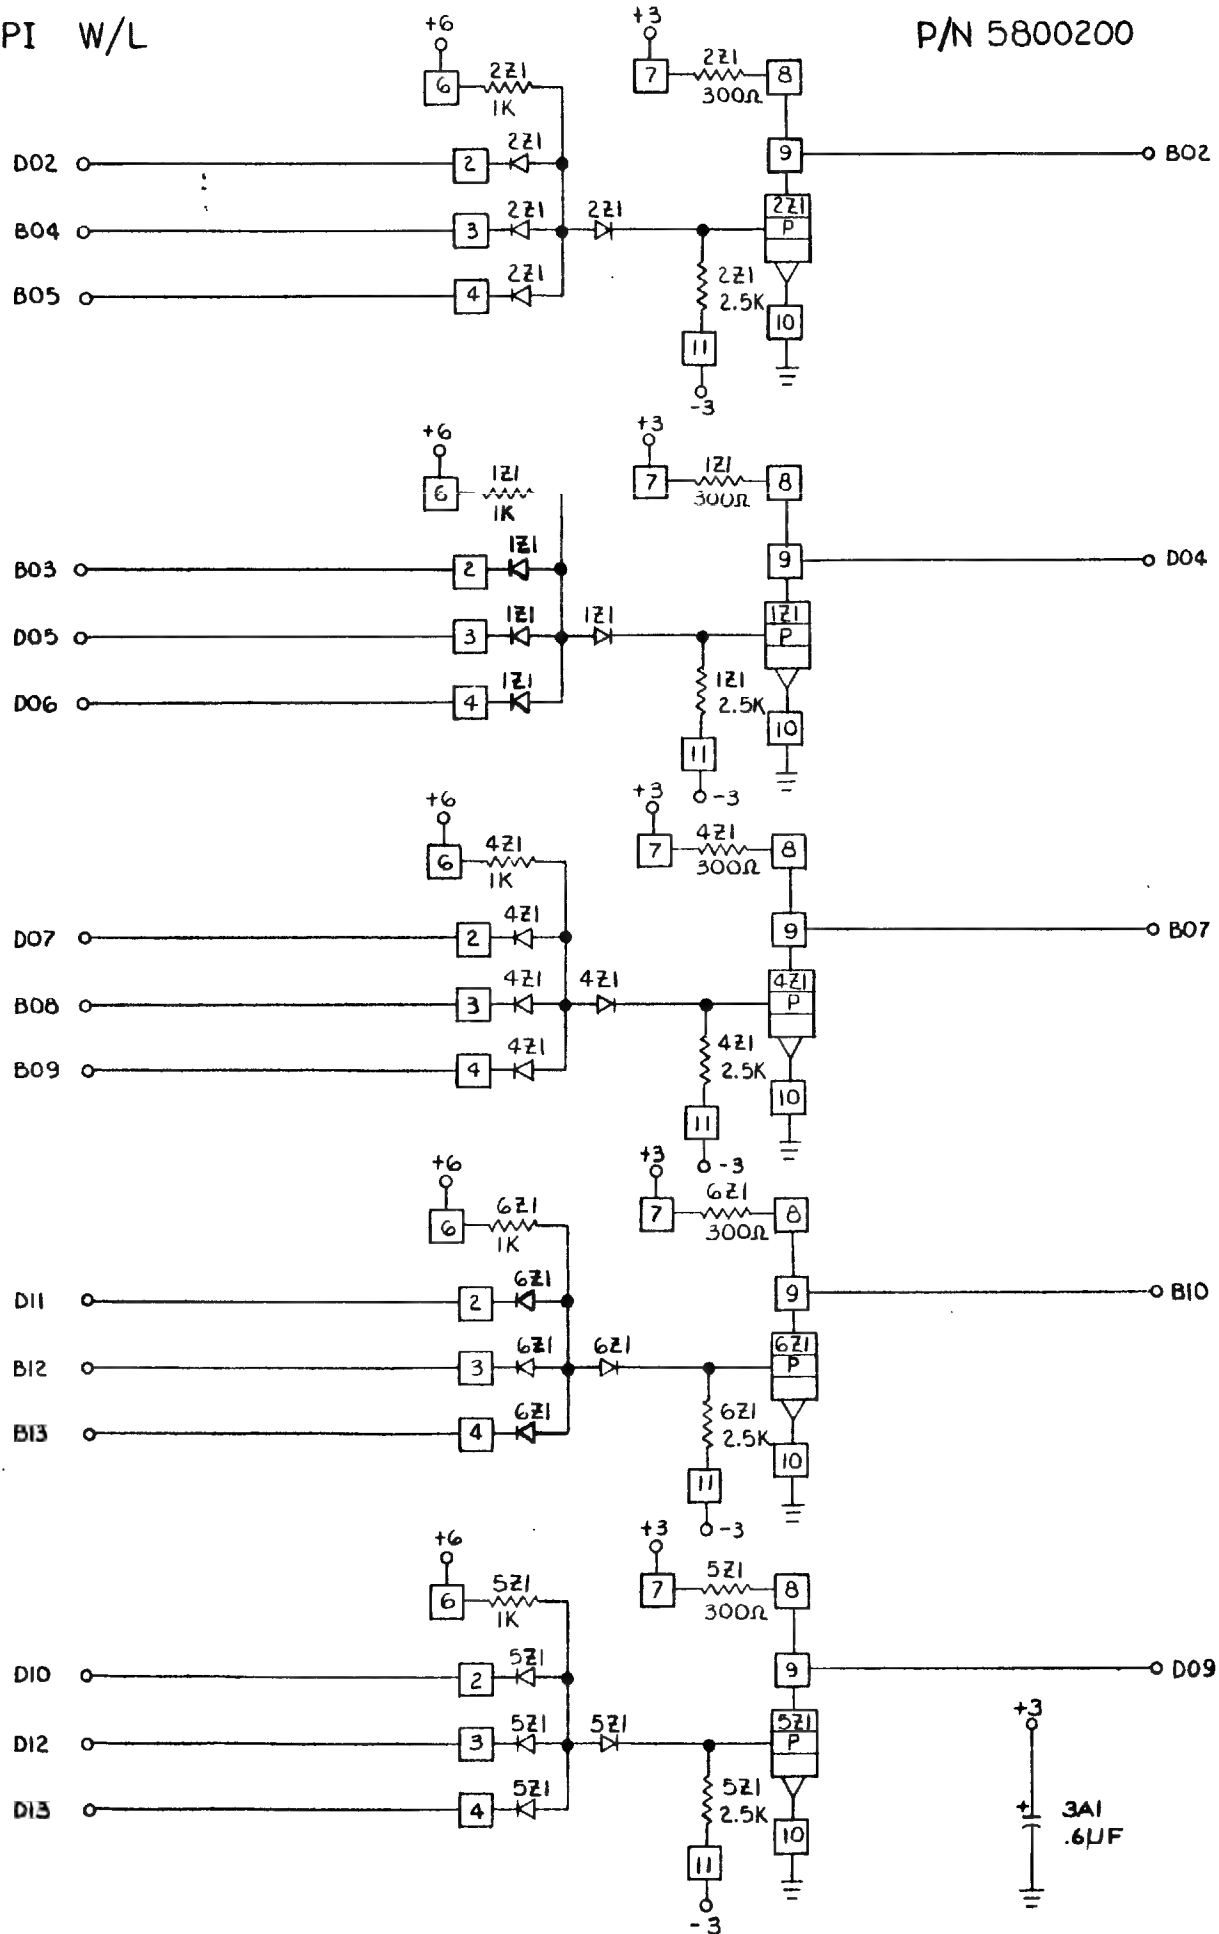 PI W/L
P/N 5800200
+6
+3
6
2Z1
1K
7
2Z1
300Ω
8
D02
2
2Z1
9
B02
B04
3
2Z1
2Z1
2Z1
P
B05
4
2Z1
2Z1
2.5K
10
11
-3
+6
+3
6
1Z1
1K
7
1Z1
300Ω
8
B03
2
1Z1
9
D04
D05
3
1Z1
1Z1
1Z1
P
D06
4
1Z1
1Z1
2.5K
10
11
-3
+6
+3
6
4Z1
1K
7
4Z1
300Ω
8
D07
2
4Z1
9
B07
B08
3
4Z1
4Z1
4Z1
P
B09
4
4Z1
4Z1
2.5K
10
11
-3
+6
+3
6
6Z1
1K
7
6Z1
300Ω
8
D11
2
6Z1
9
B10
B12
3
6Z1
6Z1
6Z1
P
B13
4
6Z1
6Z1
2.5K
10
11
-3
+6
+3
6
5Z1
1K
7
5Z1
300Ω
8
D10
2
5Z1
9
D09
D12
3
5Z1
5Z1
5Z1
P
D13
4
5Z1
5Z1
2.5K
10
11
-3
+3
+
3A1
.6µF